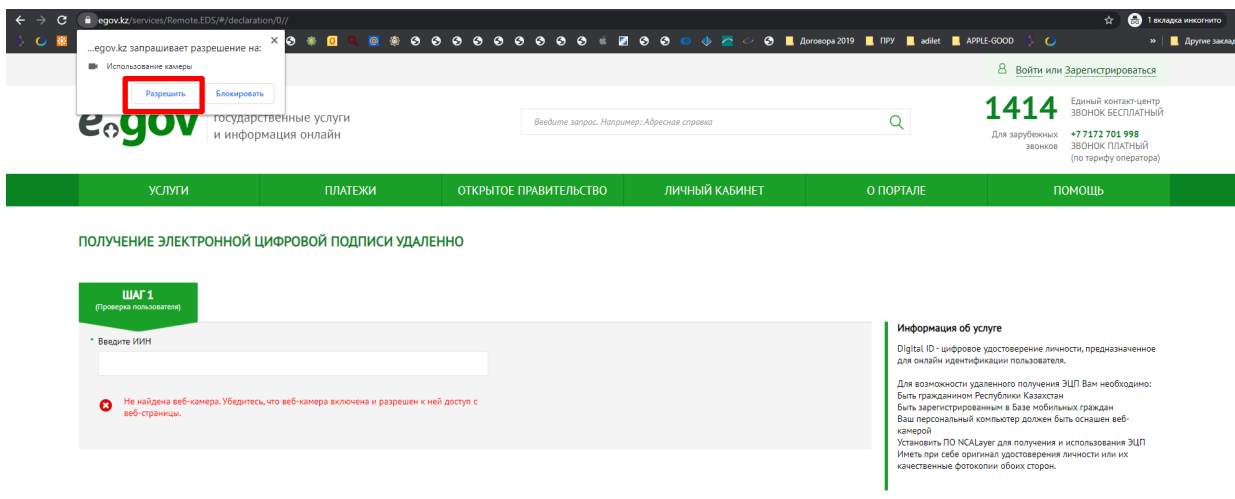 egov.kz/services/Remote.EDS/#/declaration/0//
1 вкладка инкогнито
Договора 2019
ПРУ
adilet
APPLE-GOOD
»
Другие заклад
...egov.kz запрашивает разрешение на:
Использование камеры
Разрешить
Блокировать
Войти или Зарегистрироваться
egov
государственные услуги
и информация онлайн
Введите запрос. Например: Адресная справка
1414
Единый контакт-центр
ЗВОНОК БЕСПЛАТНЫЙ
Для зарубежных
звонков
+7 7172 701 998
ЗВОНОК ПЛАТНЫЙ
(по тарифу оператора)
УСЛУГИ
ПЛАТЕЖИ
ОТКРЫТОЕ ПРАВИТЕЛЬСТВО
ЛИЧНЫЙ КАБИНЕТ
О ПОРТАЛЕ
ПОМОЩЬ
ПОЛУЧЕНИЕ ЭЛЕКТРОННОЙ ЦИФРОВОЙ ПОДПИСИ УДАЛЕННО
ШАГ 1
(Проверка пользователя)
* Введите ИИН
Не найдена веб-камера. Убедитесь, что веб-камера включена и разрешен к ней доступ с
веб-страницы.
Информация об услуге
Digital ID - цифровое удостоверение личности, предназначенное
для онлайн идентификации пользователя.
Для возможности удаленного получения ЭЦП Вам необходимо:
Быть гражданином Республики Казахстан
Быть зарегистрированным в Базе мобильных граждан
Ваш персональный компьютер должен быть оснащен веб-
камерой
Установить ПО NCALayer для получения и использования ЭЦП
Иметь при себе оригинал удостоверения личности или их
качественные фотокопии обоих сторон.